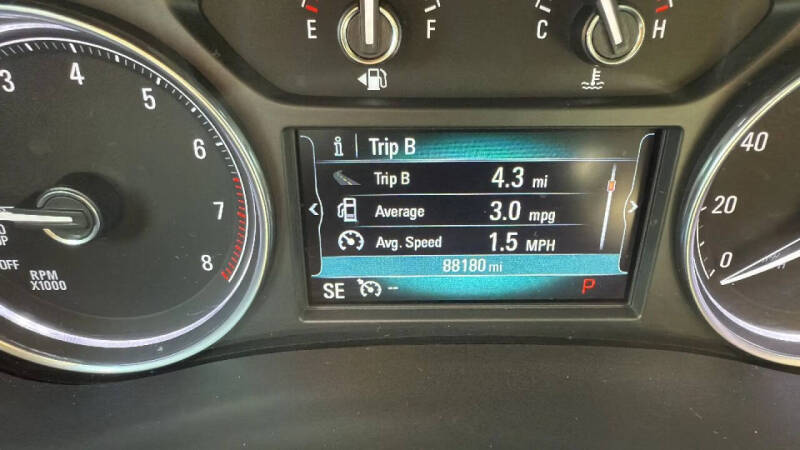 E F C H
3 4 5 6 7 8
OFF
RPM
X1000
i Trip B
Trip B 4.3 mi
Average 3.0 mpg
Avg. Speed 1.5 MPH
88180 mi
SE -- P
40
20
0